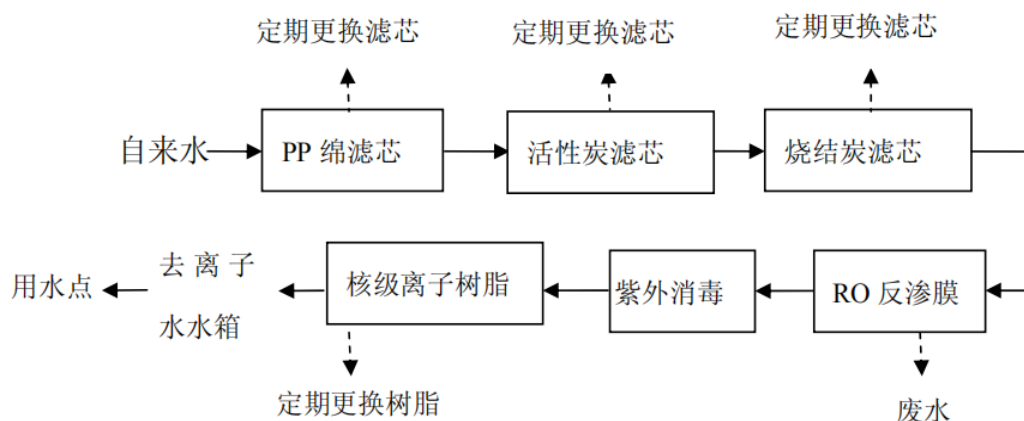 定期更换滤芯
定期更换滤芯
定期更换滤芯
自来水
PP 绵滤芯
活性炭滤芯
烧结炭滤芯
用水点
去 离 子
水水箱
核级离子树脂
紫外消毒
RO 反渗膜
定期更换树脂
废水